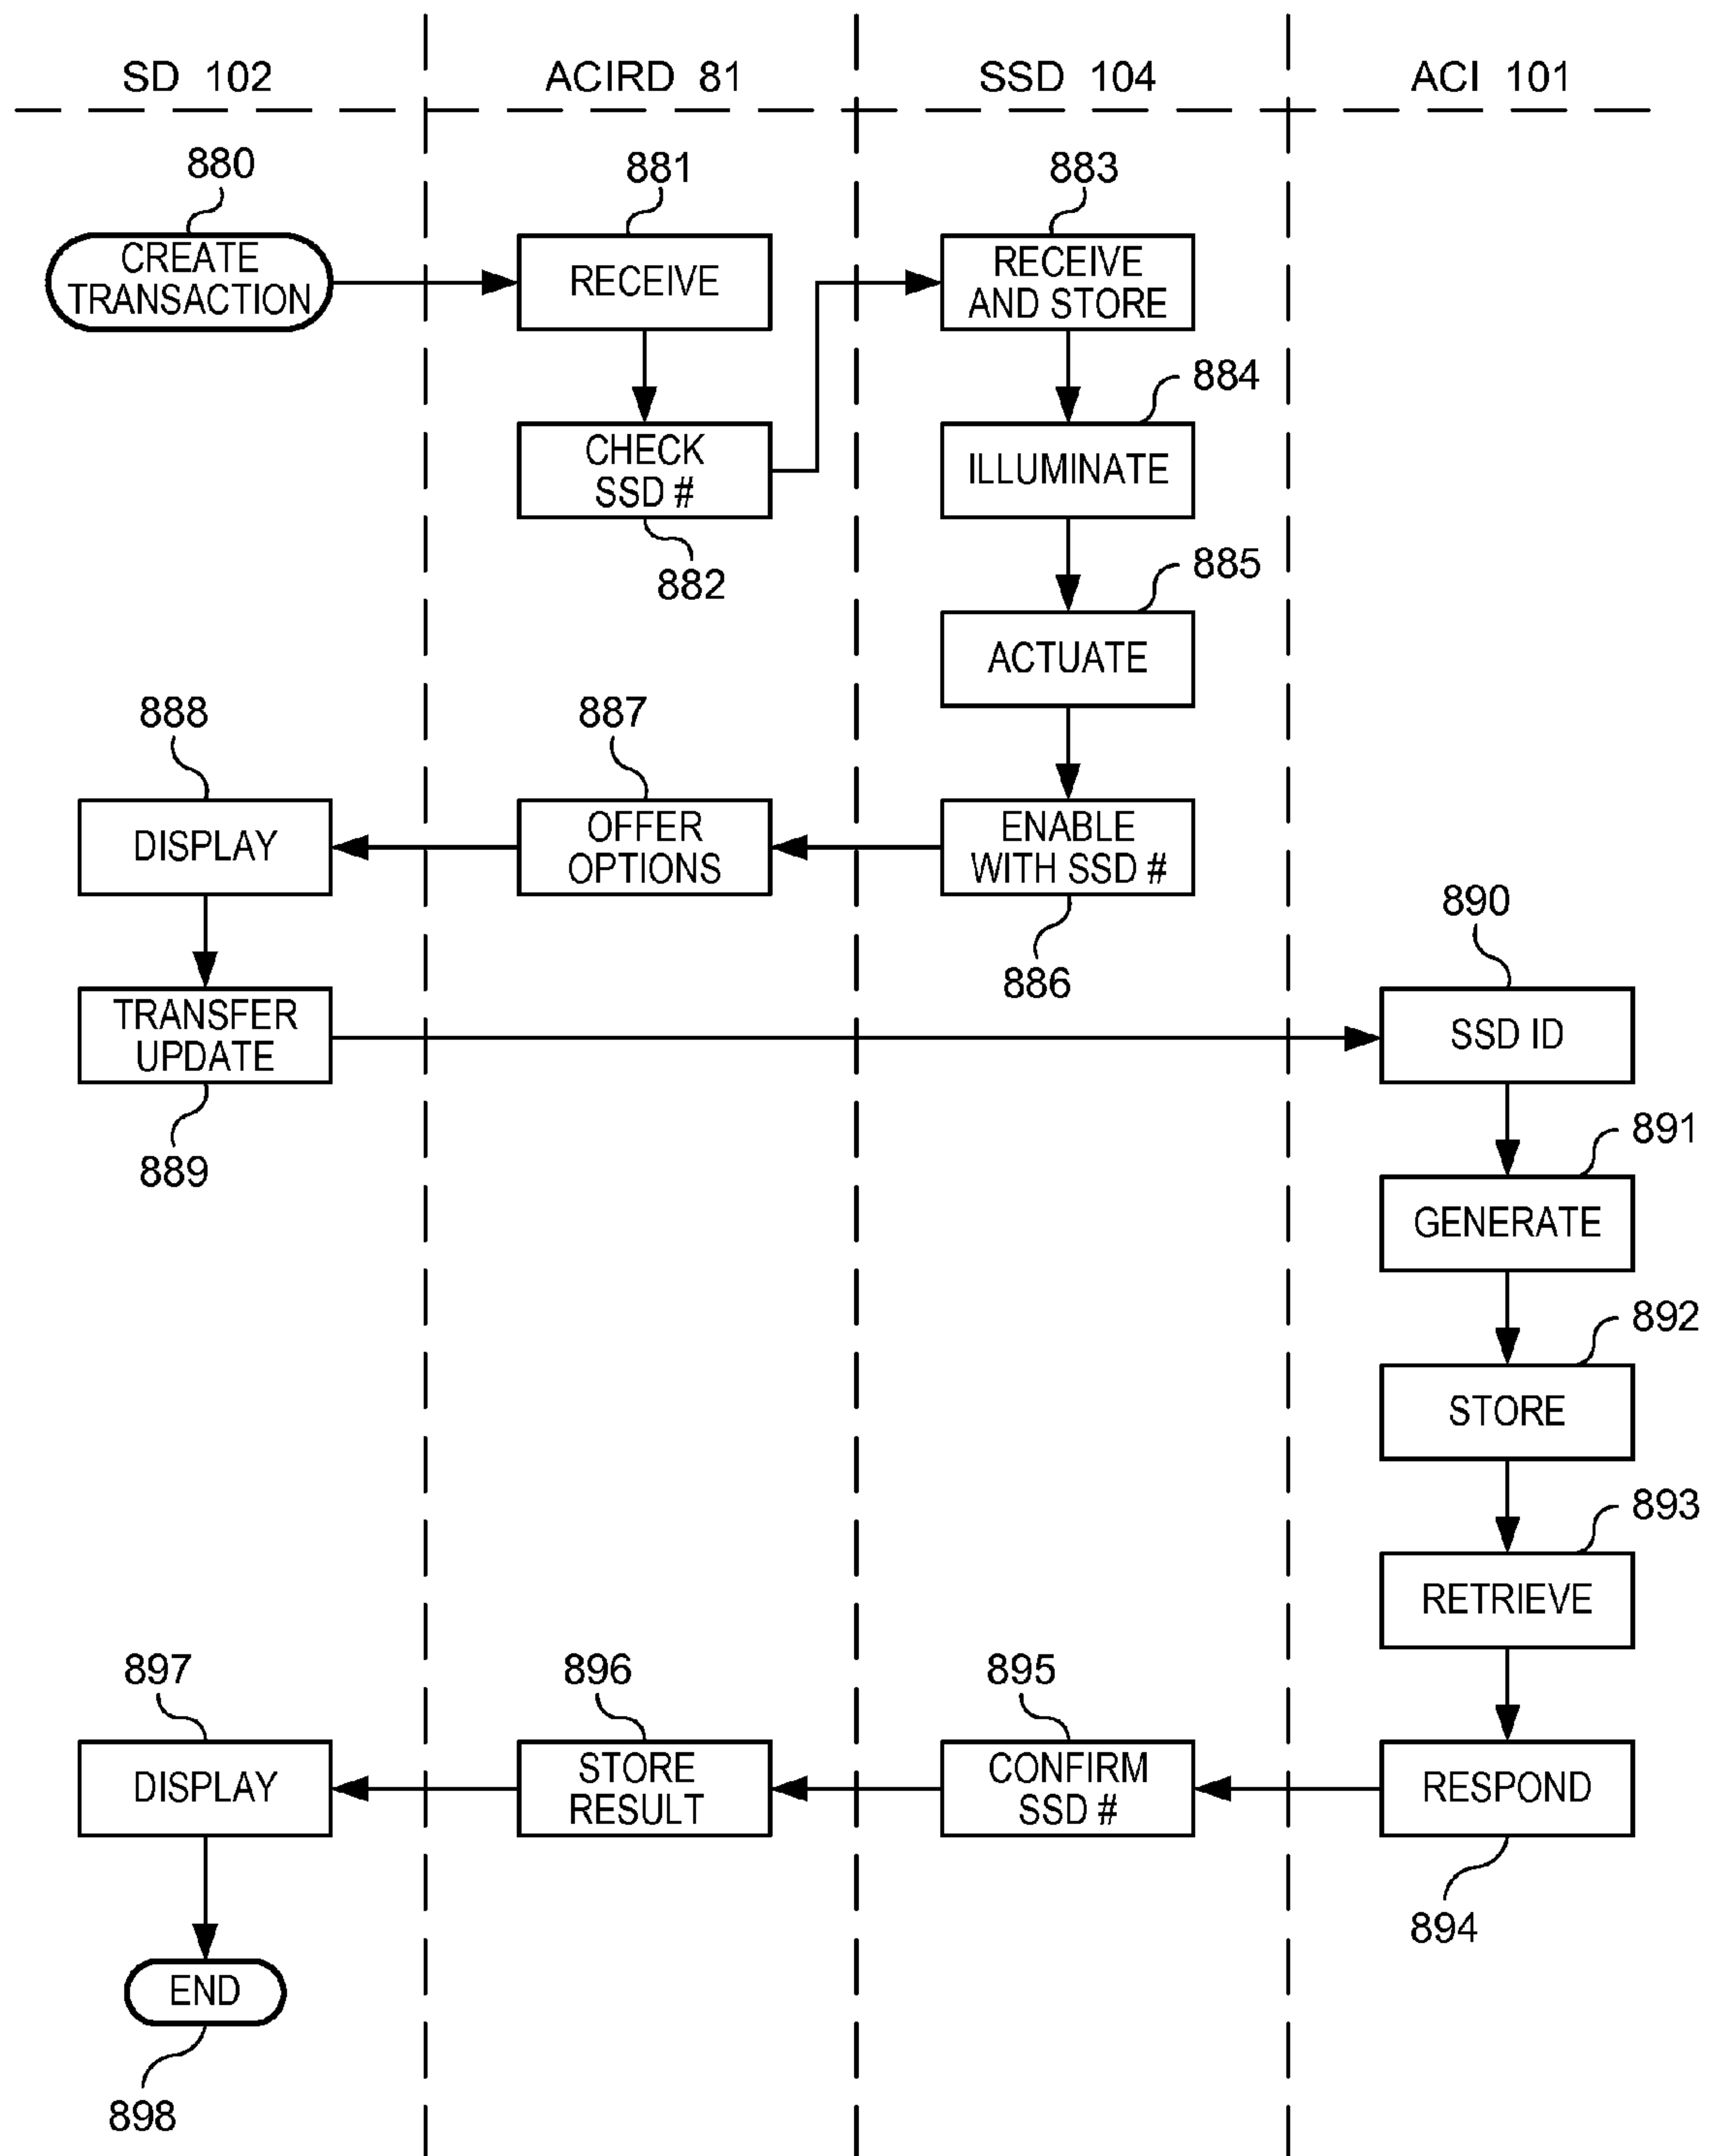 SD 102
ACIRD 81
SSD 104
ACI 101
880
CREATE
TRANSACTION
881
RECEIVE
883
RECEIVE
AND STORE
884
ILLUMINATE
CHECK
SSD #
882
885
ACTUATE
888
DISPLAY
887
OFFER
OPTIONS
ENABLE
WITH SSD #
886
TRANSFER
UPDATE
889
890
SSD ID
891
GENERATE
892
STORE
893
RETRIEVE
897
DISPLAY
896
STORE
RESULT
895
CONFIRM
SSD #
RESPOND
894
END
898